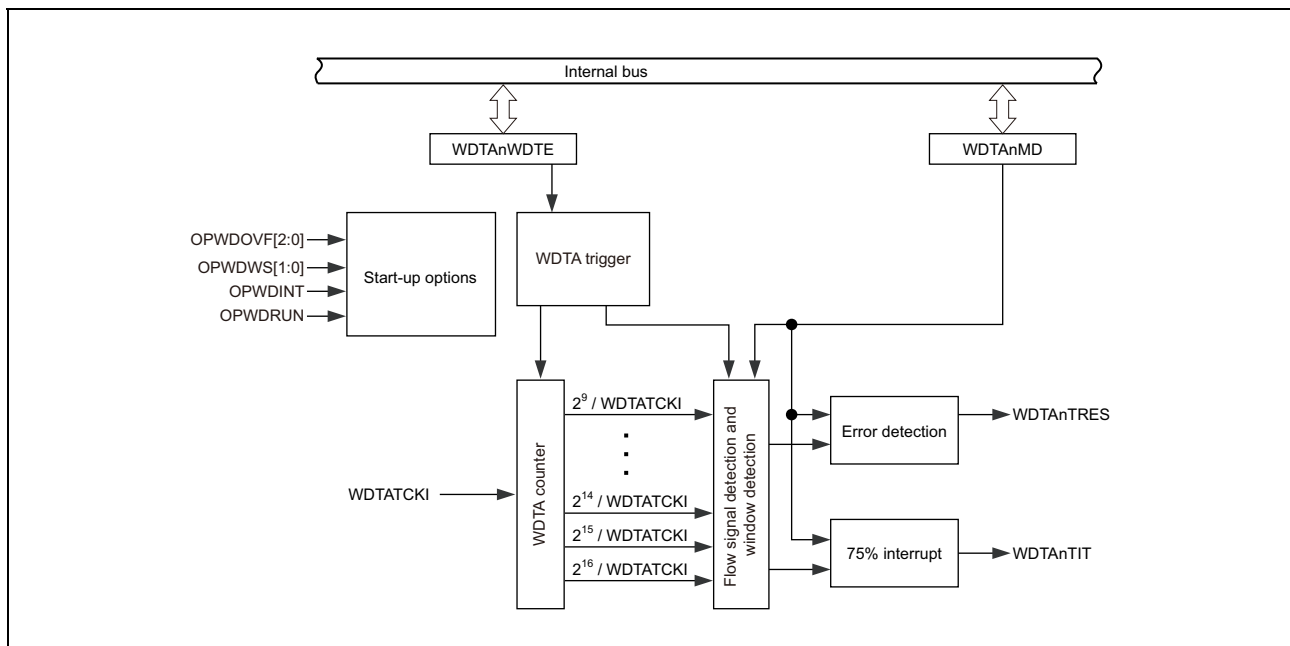 Internal bus
WDTAnWDTE
WDTAnMD
OPWDOVF[2:0]
OPWDWS[1:0]
OPWDINT
OPWDRUN
Start-up options
WDTA trigger
WDTATCKI
WDTA counter
2⁹ / WDTATCKI
2¹⁴ / WDTATCKI
2¹⁵ / WDTATCKI
2¹⁶ / WDTATCKI
Flow signal detection and
window detection
Error detection
WDTAnTRES
75% interrupt
WDTAnTIT